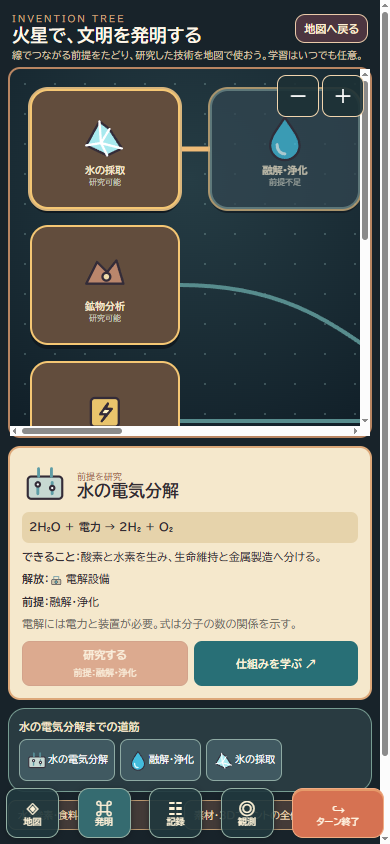 INVENTION TREE
火星で、文明を発明する
地図へ戻る
線でつながる前提をたどり、研究した技術を地図で使おう。学習はいつでも任意。
−
+
氷の採取
研究可能
融解・浄化
前提不足
鉱物分析
研究可能
前提を研究
水の電気分解
2H₂O + 電力 → 2H₂ + O₂
できること：酸素と水素を生み、生命維持と金属製造へ分ける。
解放： 電解設備
前提：融解・浄化
電解には電力と装置が必要。式は分子の数の関係を示す。
研究する
前提：融解・浄化
仕組みを学ぶ ↗
水の電気分解までの道筋
水の電気分解
融解・浄化
氷の採取
地図
発明
記録
観測
ターン終了